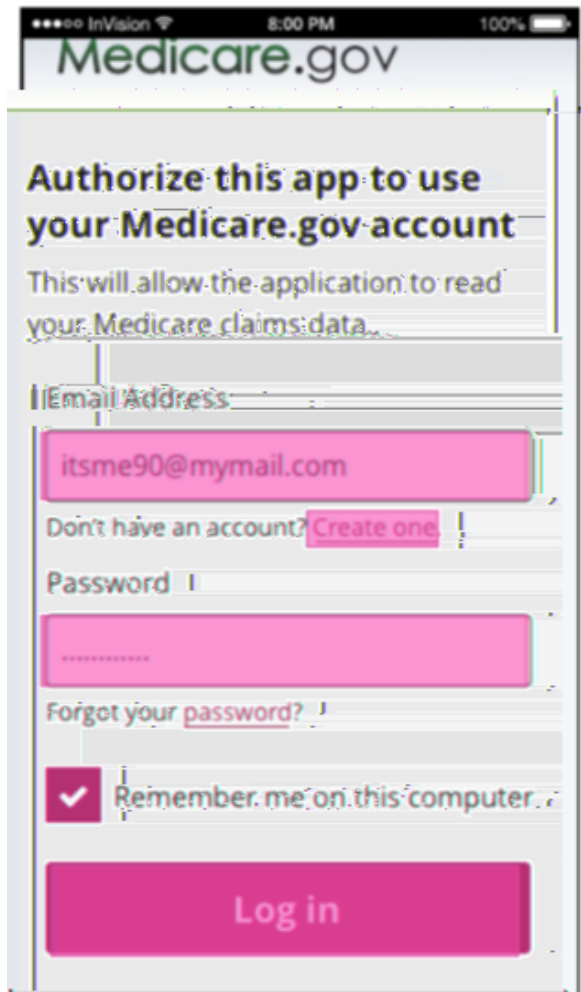 InVision 8:00 PM 100%
Medicare.gov
Authorize this app to use
your Medicare.gov account
This will allow the application to read
your Medicare claims data.
Email Address
itsme90@mymail.com
Don't have an account? Create one.
Password
............
Forgot your password?
Remember me on this computer.
Log in